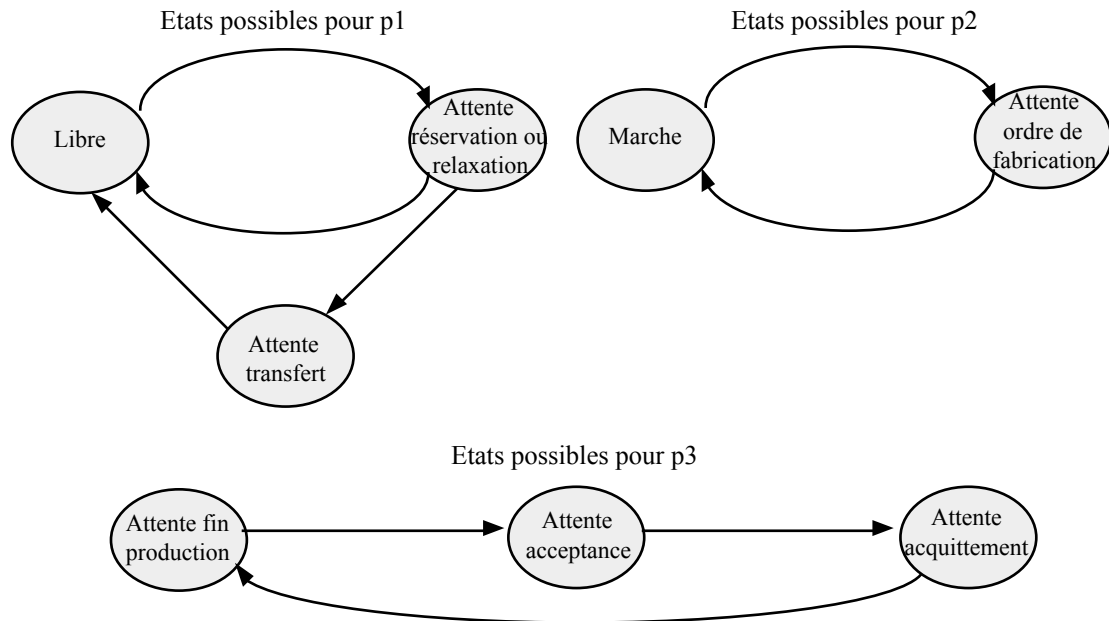 Etats possibles pour p1
Libre
Attente
réservation ou
relaxation
Attente
transfert
Etats possibles pour p2
Marche
Attente
ordre de
fabrication
Etats possibles pour p3
Attente fin
production
Attente
acceptance
Attente
acquittement